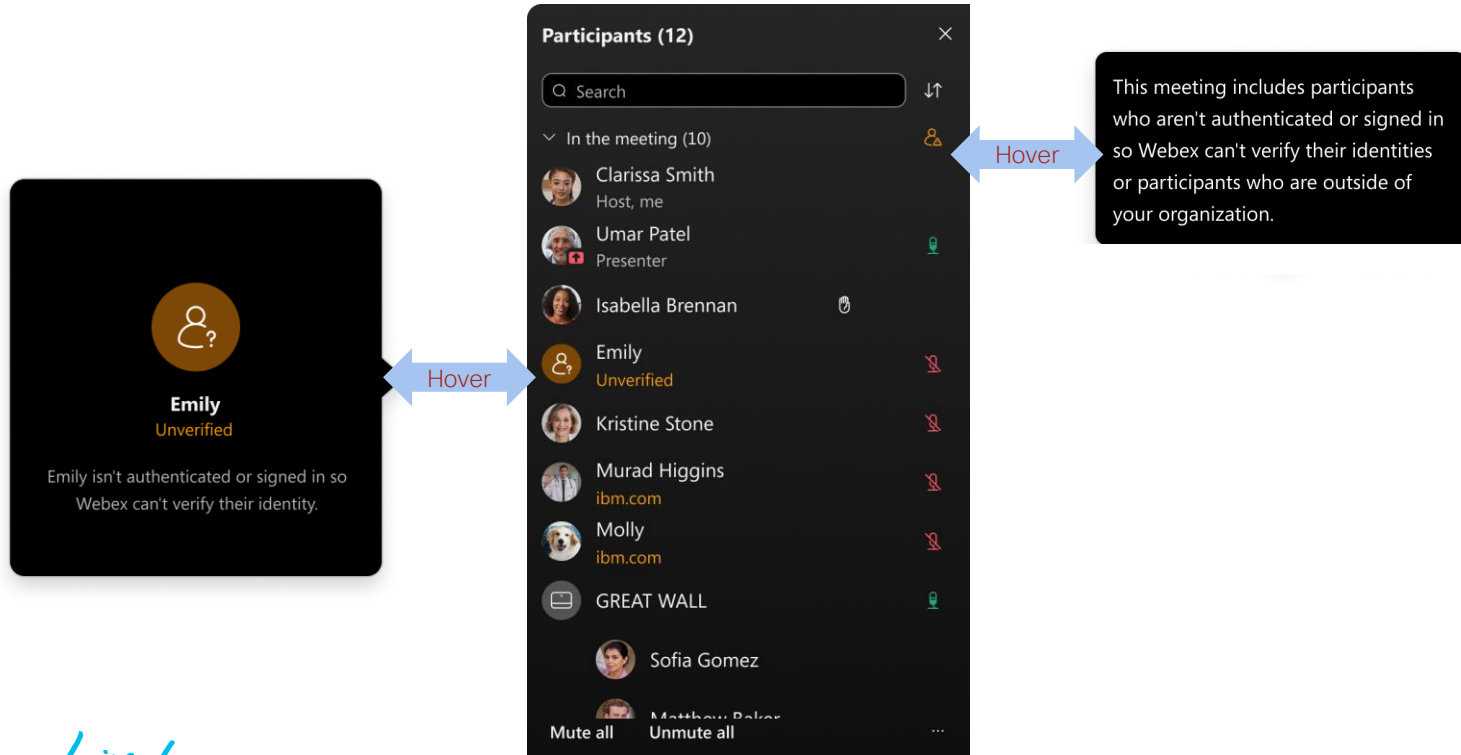 Participants (12)
Search
In the meeting (10)
Clarissa Smith
Host, me
Umar Patel
Presenter
Isabella Brennan
Emily
Unverified
Kristine Stone
Murad Higgins
ibm.com
Molly
ibm.com
GREAT WALL
Sofia Gomez
Matthew Baker
Mute all Unmute all ...
Hover
This meeting includes participants
who aren't authenticated or signed in
so Webex can't verify their identities
or participants who are outside of
your organization.
Hover
Emily
Unverified
Emily isn't authenticated or signed in so
Webex can't verify their identity.